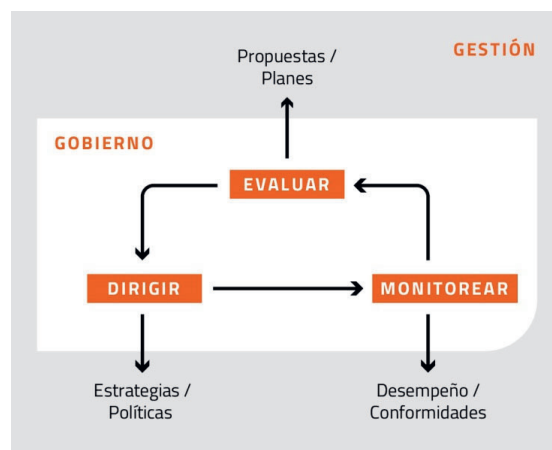 GESTIÓN
Propuestas /
Planes
GOBIERNO
EVALUAR
DIRIGIR
MONITOREAR
Estrategias /
Políticas
Desempeño /
Conformidades